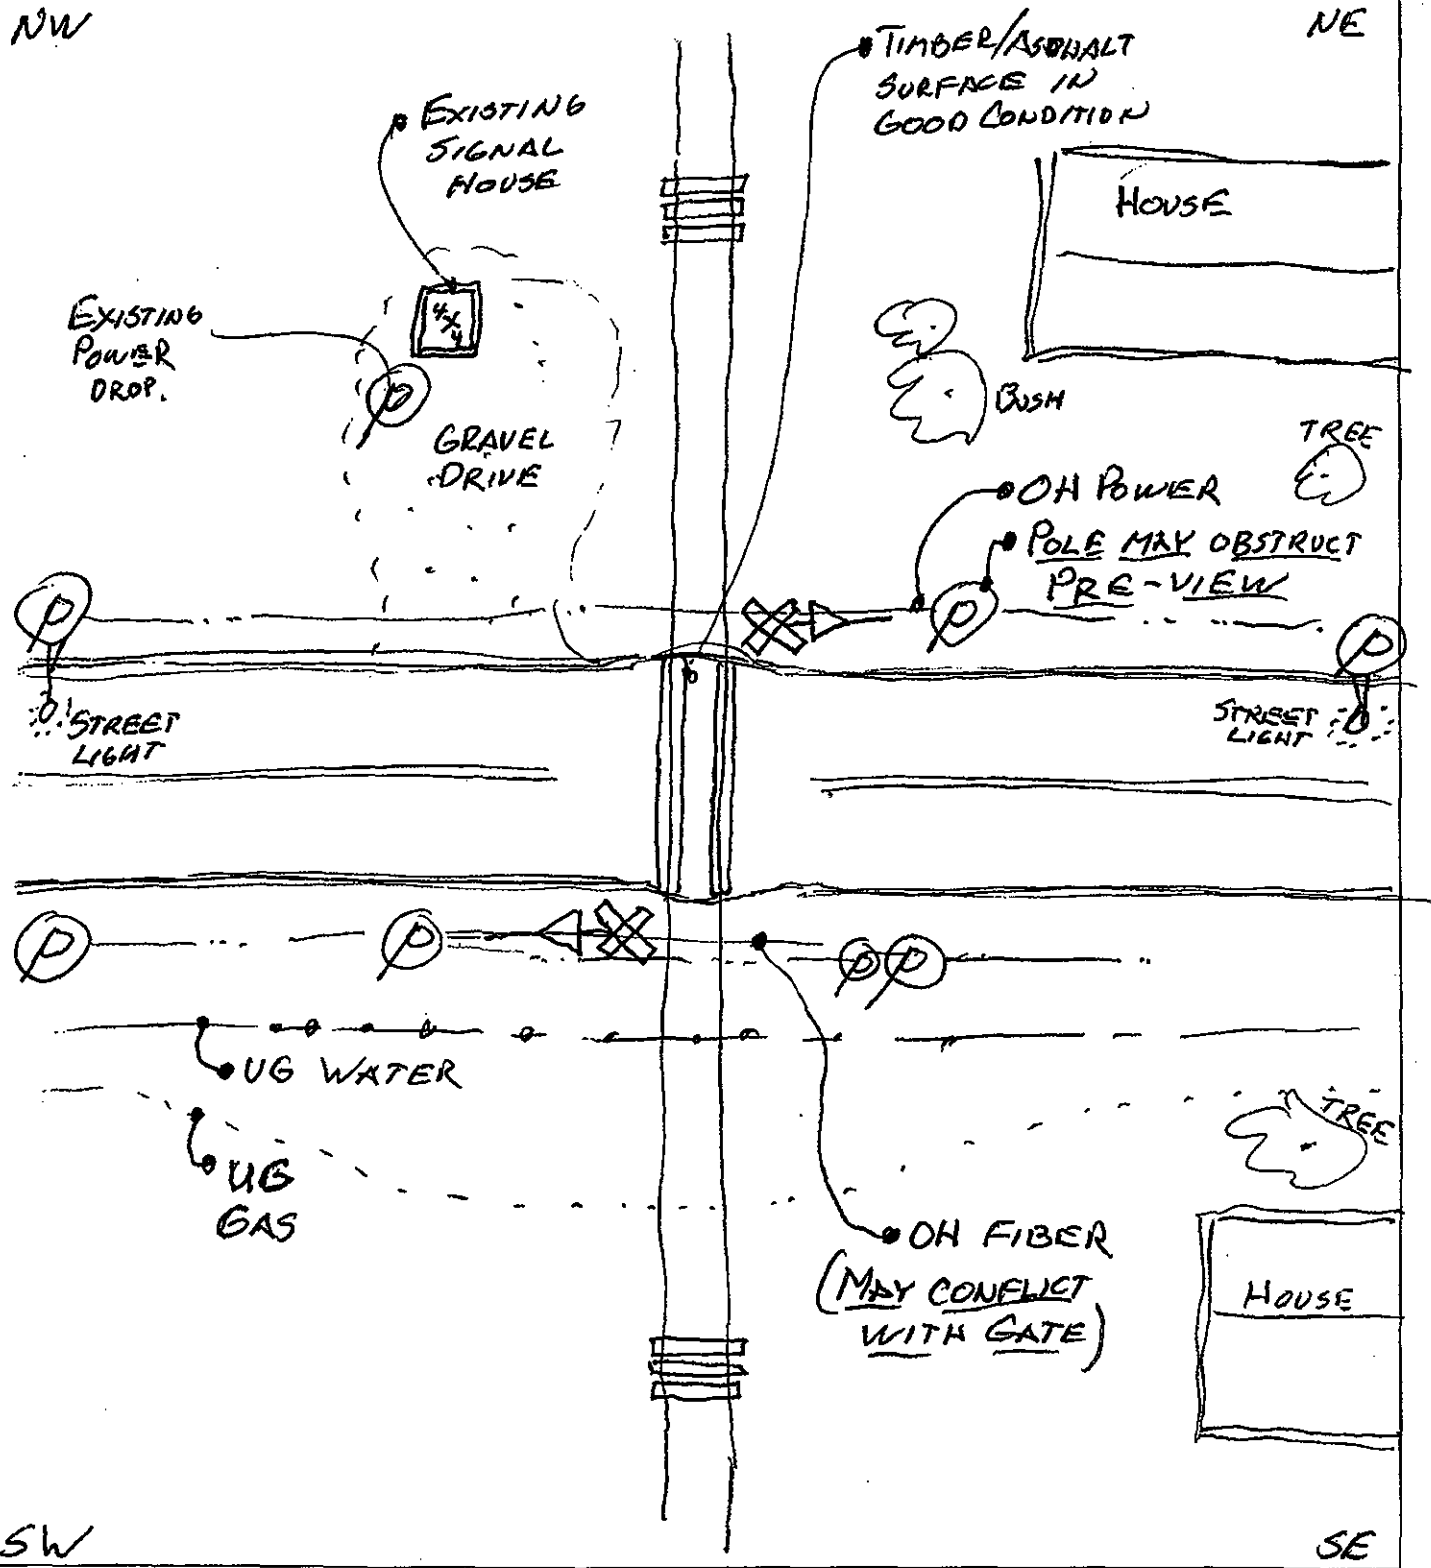 NW
NE
TIMBER/ASPHALT
SURFACE IN
GOOD CONDITION
EXISTING
SIGNAL
HOUSE
HOUSE
4x4
EXISTING
POWER
DROP.
P
GRAVEL
DRIVE
BUSH
TREE
OH POWER
POLE MAY OBSTRUCT
PRE-VIEW
P
P
P
STREET
LIGHT
STREET
LIGHT
P
P
P
P
UG WATER
UG
GAS
TREE
OH FIBER
(MAY CONFLICT
WITH GATE)
HOUSE
SW
SE